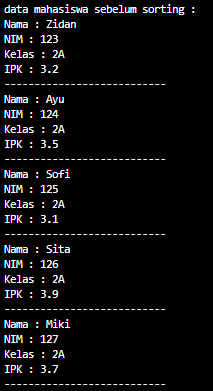 data mahasiswa sebelum sorting :
Nama : Zidan
NIM : 123
Kelas : 2A
IPK : 3.2
---------------------------
Nama : Ayu
NIM : 124
Kelas : 2A
IPK : 3.5
---------------------------
Nama : Sofi
NIM : 125
Kelas : 2A
IPK : 3.1
---------------------------
Nama : Sita
NIM : 126
Kelas : 2A
IPK : 3.9
---------------------------
Nama : Miki
NIM : 127
Kelas : 2A
IPK : 3.7
---------------------------